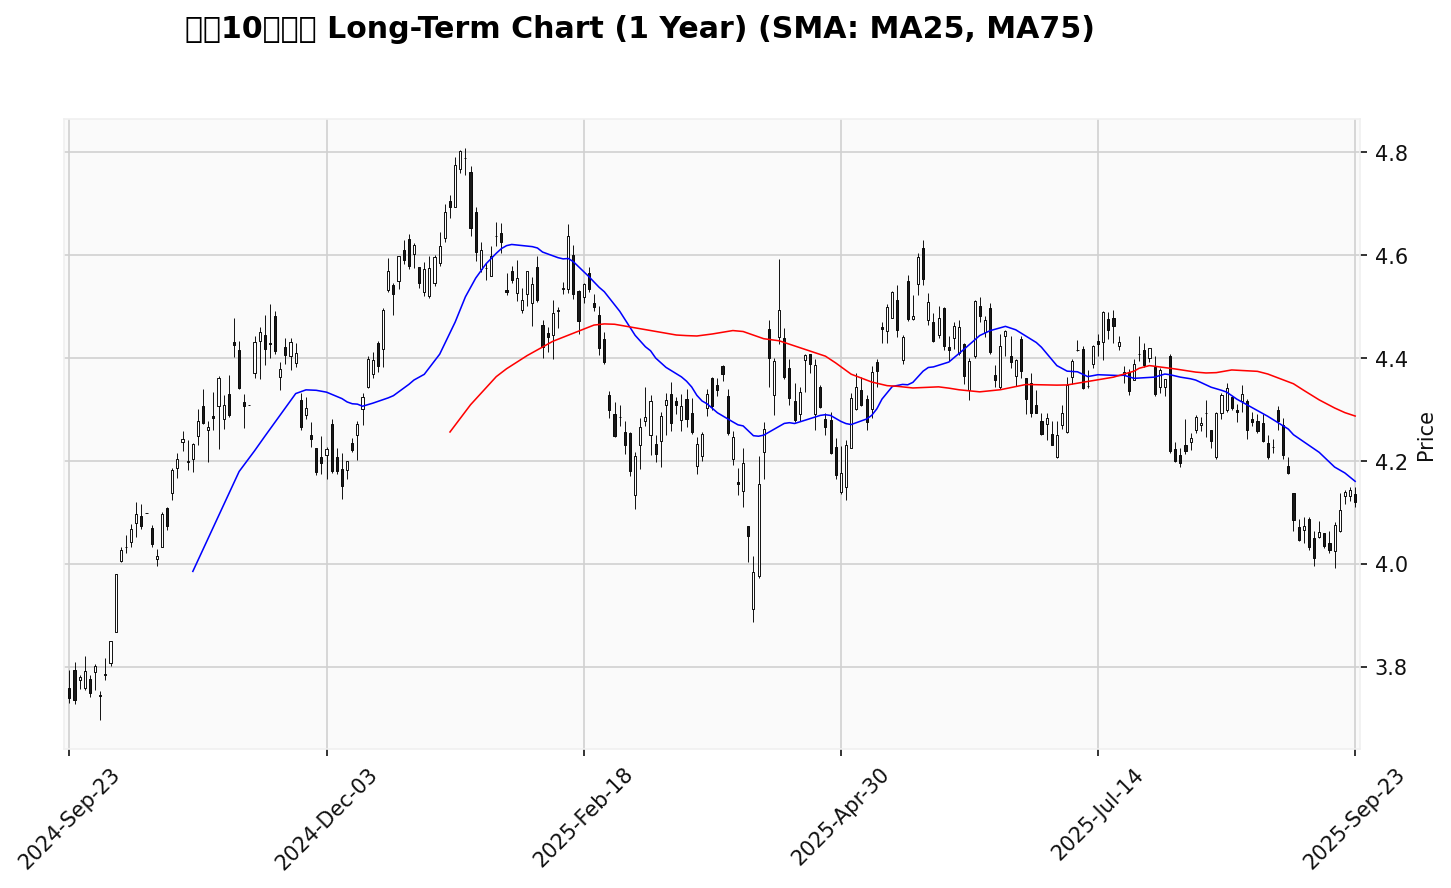 10 Long-Term Chart (1 Year) (SMA: MA25, MA75)
4.8
4.6
4.4
4.2
4.0
3.8
Price
2024-Sep-23
2024-Dec-03
2025-Feb-18
2025-Apr-30
2025-Jul-14
2025-Sep-23